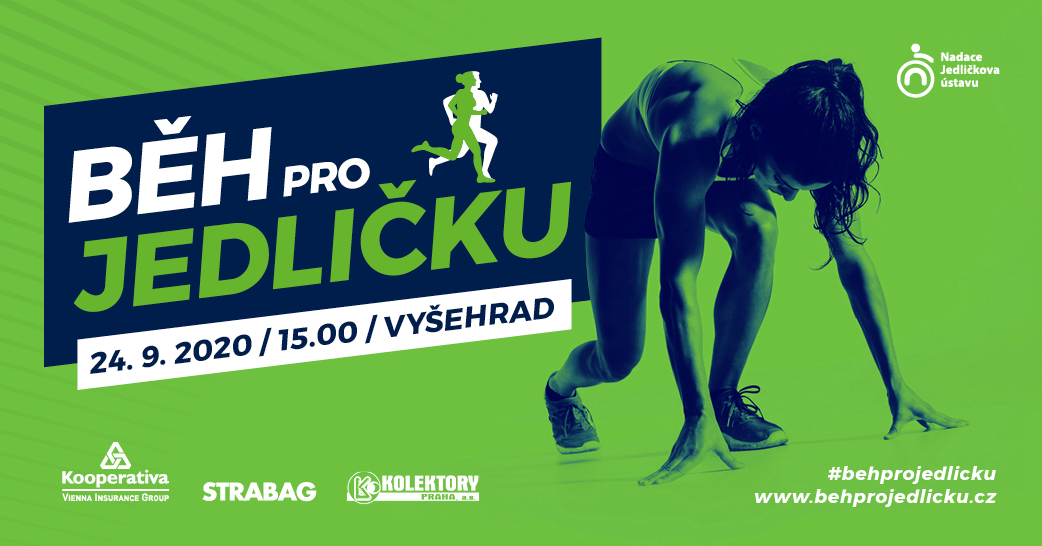 BĚH PRO
JEDLIČKU
24. 9. 2020 / 15.00 / VYŠEHRAD
Nadace
Jedličkova
ústavu
Kooperativa
VIENNA INSURANCE GROUP
STRABAG
KOLEKTORY
PRAHA, a.s.
#behprojedlicku
www.behprojedlicku.cz